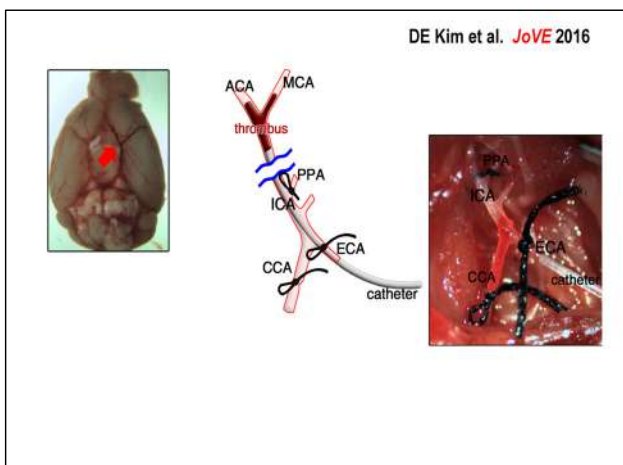 DE Kim et al. JoVE 2016
ACA
MCA
thrombus
PPA
ICA
ECA
CCA
catheter
PPA
ICA
ECA
CCA
catheter